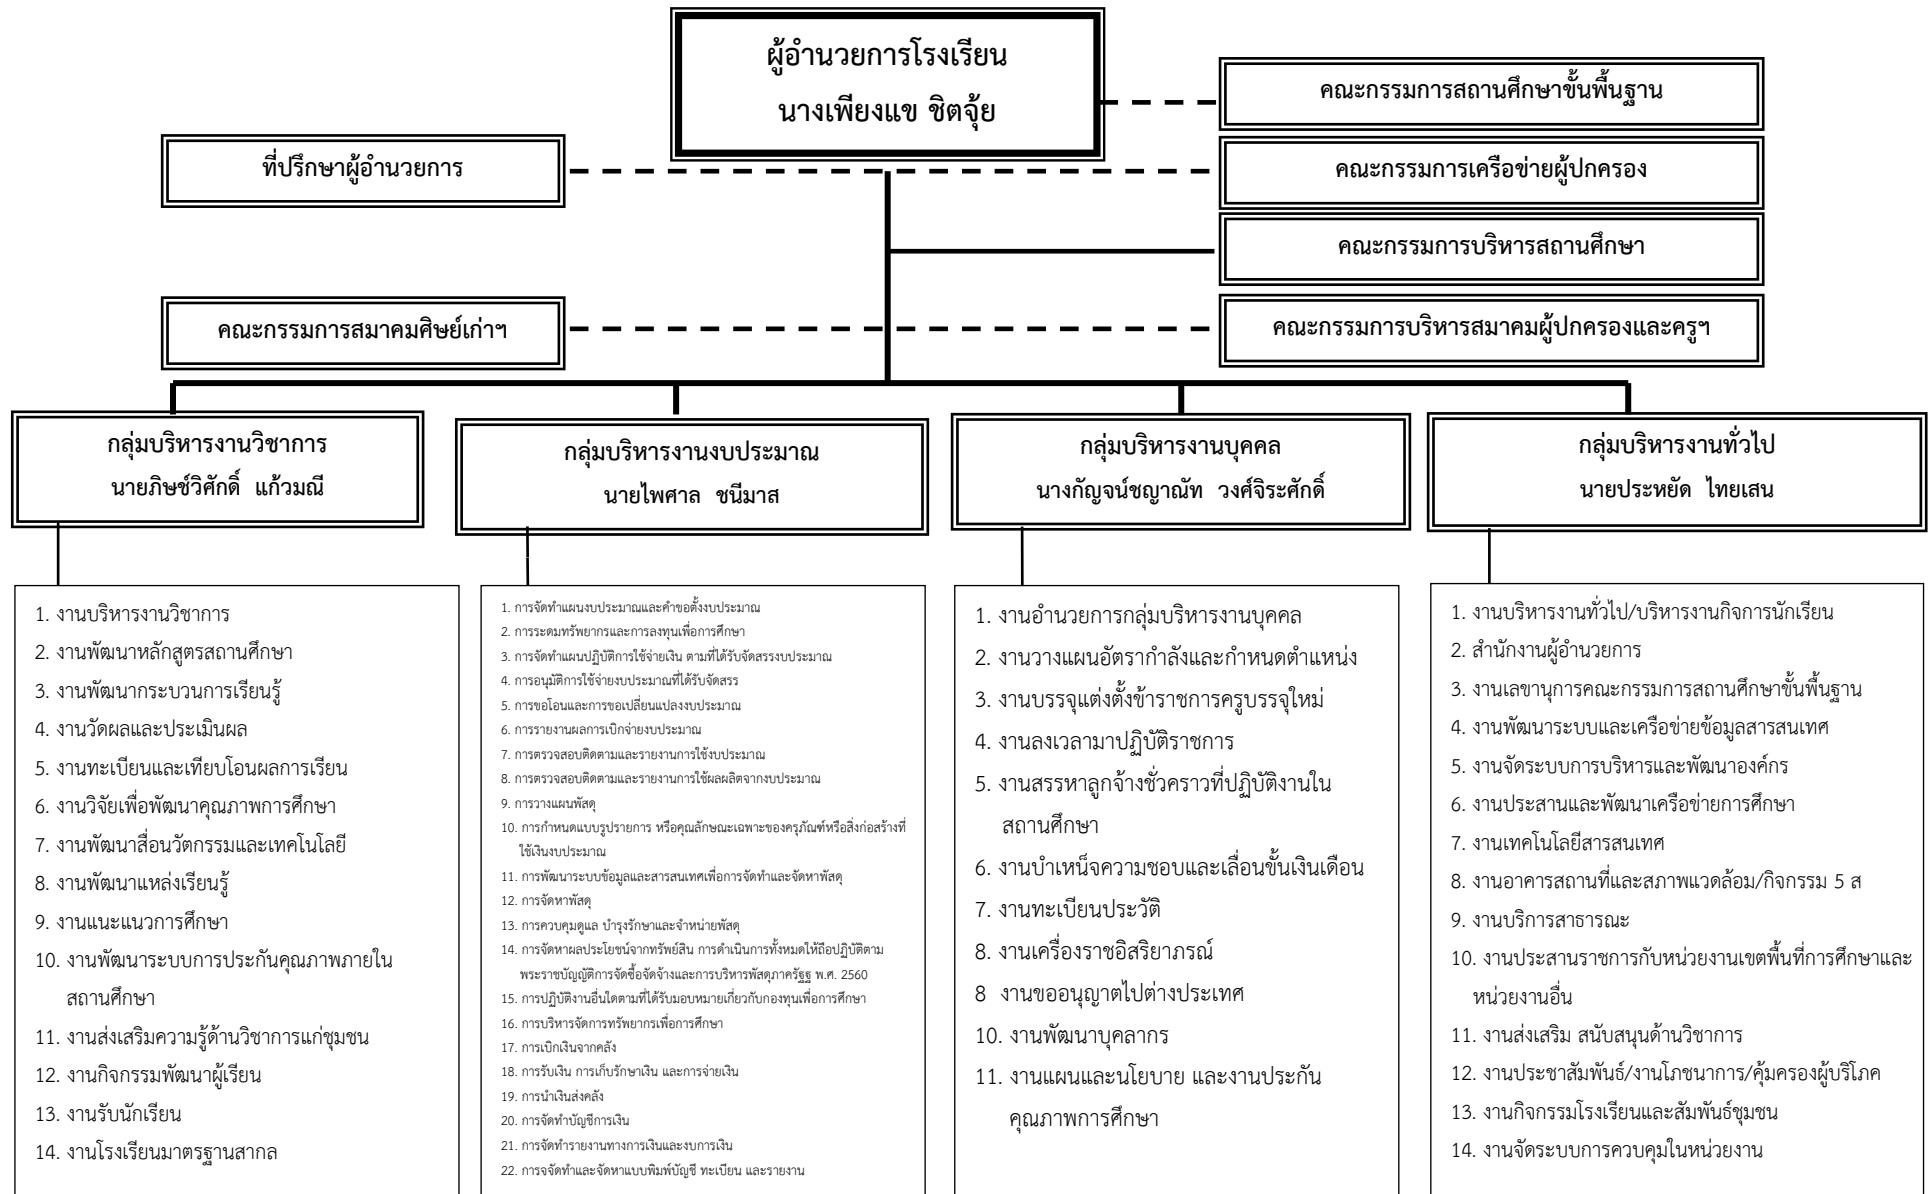 ผู้อำนวยการโรงเรียน
นางเพียงแข ชิตจุ้ย
คณะกรรมการสถานศึกษาขั้นพื้นฐาน
ที่ปรึกษาผู้อำนวยการ
คณะกรรมการเครือข่ายผู้ปกครอง
คณะกรรมการบริหารสถานศึกษา
คณะกรรมการสมาคมศิษย์เก่าฯ
คณะกรรมการบริหารสมาคมผู้ปกครองและครูฯ
กลุ่มบริหารงานวิชาการ
นายภิษช์วิศักดิ์ แก้วมณี
กลุ่มบริหารงานงบประมาณ
นายไพศาล ชนีมาส
กลุ่มบริหารงานบุคคล
นางกัญจน์ชญาณัท วงศ์จิระศักดิ์
กลุ่มบริหารงานทั่วไป
นายประหยัด ไทยเสน
1. งานบริหารงานวิชาการ
2. งานพัฒนาหลักสูตรสถานศึกษา
3. งานพัฒนากระบวนการเรียนรู้
4. งานวัดผลและประเมินผล
5. งานทะเบียนและเทียบโอนผลการเรียน
6. งานวิจัยเพื่อพัฒนาคุณภาพการศึกษา
7. งานพัฒนาสื่อนวัตกรรมและเทคโนโลยี
8. งานพัฒนาแหล่งเรียนรู้
9. งานแนะแนวการศึกษา
10. งานพัฒนาระบบการประกันคุณภาพภายใน
สถานศึกษา
11. งานส่งเสริมความรู้ด้านวิชาการแก่ชุมชน
12. งานกิจกรรมพัฒนาผู้เรียน
13. งานรับนักเรียน
14. งานโรงเรียนมาตรฐานสากล
1. การจัดทำแผนงบประมาณและคำขอตั้งงบประมาณ
2. การระดมทรัพยากรและการลงทุนเพื่อการศึกษา
3. การจัดทำแผนปฏิบัติการใช้จ่ายเงิน ตามที่ได้รับจัดสรรงบประมาณ
4. การอนุมัติการใช้จ่ายงบประมาณที่ได้รับจัดสรร
5. การขอโอนและการขอเปลี่ยนแปลงงบประมาณ
6. การรายงานผลการเบิกจ่ายงบประมาณ
7. การตรวจสอบติดตามและรายงานการใช้งบประมาณ
8. การตรวจสอบติดตามและรายงานการใช้ผลผลิตจากงบประมาณ
9. การวางแผนพัสดุ
10. การกำหนดแบบรูปรายการ หรือคุณลักษณะเฉพาะของครุภัณฑ์หรือสิ่งก่อสร้างที่
ใช้เงินงบประมาณ
11. การพัฒนาระบบข้อมูลและสารสนเทศเพื่อการจัดทำและจัดหาพัสดุ
12. การจัดหาพัสดุ
13. การควบคุมดูแล บำรุงรักษาและจำหน่ายพัสดุ
14. การจัดหาผลประโยชน์จากทรัพย์สิน การดำเนินการทั้งหมดให้ถือปฏิบัติตาม
พระราชบัญญัติการจัดซื้อจัดจ้างและการบริหารพัสดุภาครัฐฐ พ.ศ. 2560
15. การปฏิบัติงานอื่นใดตามที่ได้รับมอบหมายเกี่ยวกับกองทุนเพื่อการศึกษา
16. การบริหารจัดการทรัพยากรเพื่อการศึกษา
17. การเบิกเงินจากคลัง
18. การรับเงิน การเก็บรักษาเงิน และการจ่ายเงิน
19. การนำเงินส่งคลัง
20. การจัดทำบัญชีการเงิน
21. การจัดทำรายงานทางการเงินและงบการเงิน
22. การจจัดทำและจัดหาแบบพิมพ์บัญชี ทะเบียน และรายงาน
1. งานอำนวยการกลุ่มบริหารงานบุคคล
2. งานวางแผนอัตรากำลังและกำหนดตำแหน่ง
3. งานบรรจุแต่งตั้งข้าราชการครูบรรจุใหม่
4. งานลงเวลามาปฏิบัติราชการ
5. งานสรรหาลูกจ้างชั่วคราวที่ปฏิบัติงานใน
สถานศึกษา
6. งานบำเหน็จความชอบและเลื่อนขั้นเงินเดือน
7. งานทะเบียนประวัติ
8. งานเครื่องราชอิสริยาภรณ์
8 งานขออนุญาตไปต่างประเทศ
10. งานพัฒนาบุคลากร
11. งานแผนและนโยบาย และงานประกัน
คุณภาพการศึกษา
1. งานบริหารงานทั่วไป/บริหารงานกิจการนักเรียน
2. สำนักงานผู้อำนวยการ
3. งานเลขานุการคณะกรรมการสถานศึกษาขั้นพื้นฐาน
4. งานพัฒนาระบบและเครือข่ายข้อมูลสารสนเทศ
5. งานจัดระบบการบริหารและพัฒนาองค์กร
6. งานประสานและพัฒนาเครือข่ายการศึกษา
7. งานเทคโนโลยีสารสนเทศ
8. งานอาคารสถานที่และสภาพแวดล้อม/กิจกรรม 5 ส
9. งานบริการสาธารณะ
10. งานประสานราชการกับหน่วยงานเขตพื้นที่การศึกษาและ
หน่วยงานอื่น
11. งานส่งเสริม สนับสนุนด้านวิชาการ
12. งานประชาสัมพันธ์/งานโภชนาการ/คุ้มครองผู้บริโภค
13. งานกิจกรรมโรงเรียนและสัมพันธ์ชุมชน
14. งานจัดระบบการควบคุมในหน่วยงาน